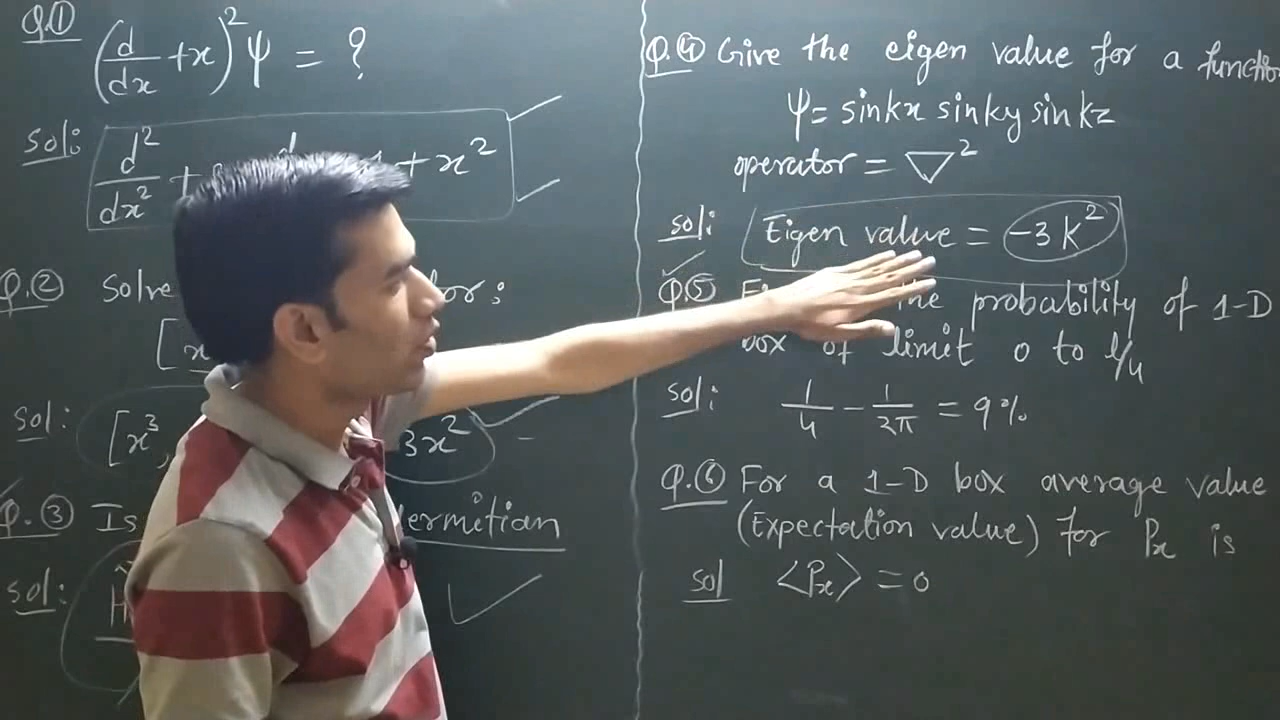 Q.①
(d/dx + x)² ψ = ?
Sol:
d²/dx² + + x²
Q.②
Solve
[x
sol:
[x³, 3x²
Q.③ Is ermitian
sol:
Q.④ Give the eigen value for a function
ψ = sinkx sinky sinkz
operator = ▽²
sol: Eigen value = -3K²
Q.⑤ the probability of 1-D
box of limit 0 to l/4
sol: 1/4 - 1/2π = 9%
Q.⑥ For a 1-D box average value
(Expectation value) for Px is
sol <Px> = 0